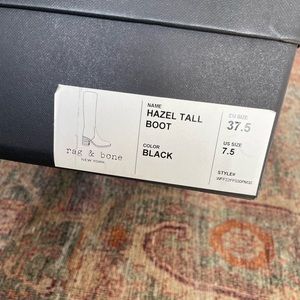 rag & bone
NEW YORK
NAME
HAZEL TALL
BOOT
COLOR
BLACK
EU SIZE
37.5
US SIZE
7.5
STYLE#